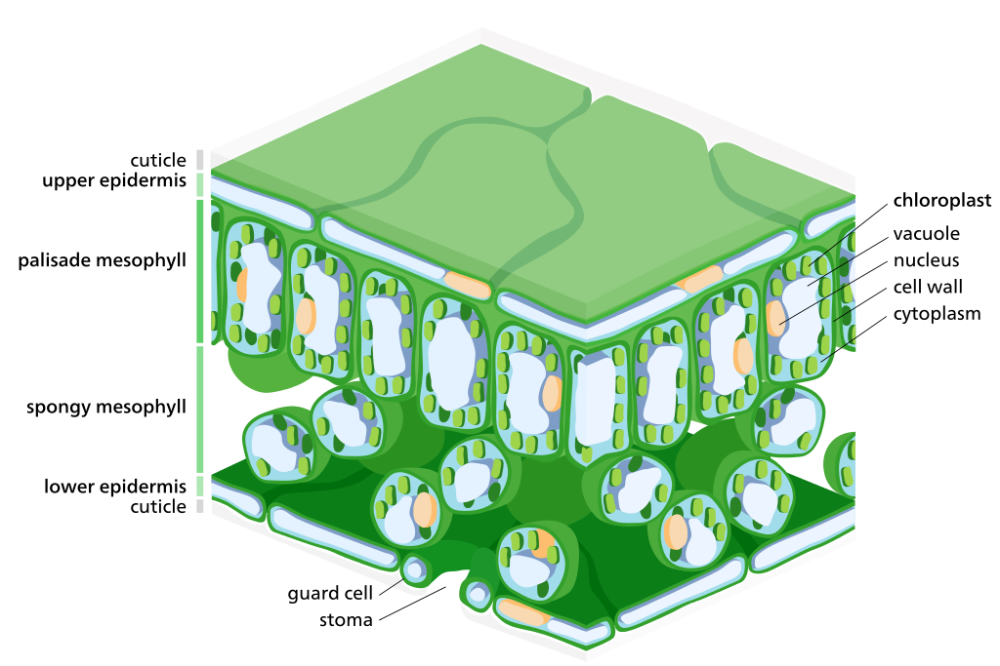 cuticle
upper epidermis
palisade mesophyll
spongy mesophyll
lower epidermis
cuticle
chloroplast
vacuole
nucleus
cell wall
cytoplasm
guard cell
stoma